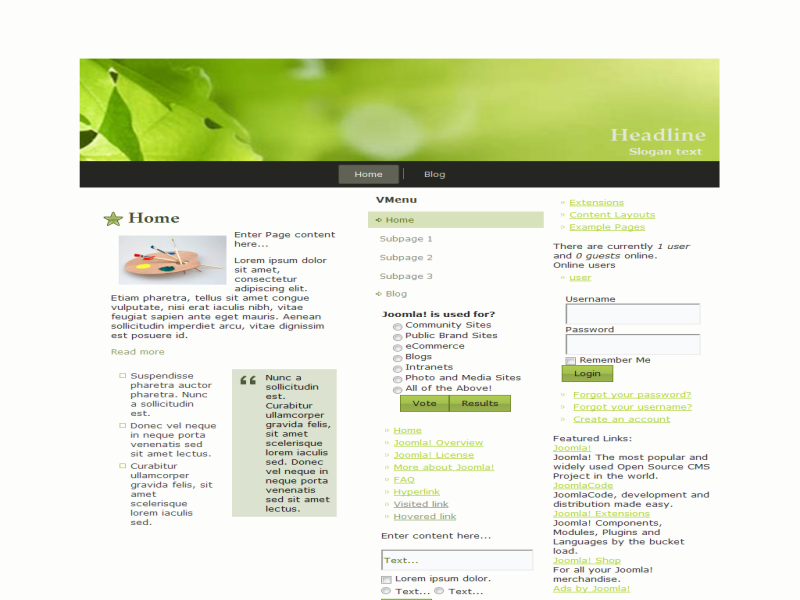 Headline
Slogan text
Home
Blog
Home
Enter Page content
here...
Lorem ipsum dolor
sit amet,
consectetur
adipiscing elit.
Etiam pharetra, tellus sit amet congue
vulputate, nisi erat iaculis nibh, vitae
feugiat sapien ante eget mauris. Aenean
sollicitudin imperdiet arcu, vitae dignissim
est posuere id.
Read more
Suspendisse
pharetra auctor
pharetra. Nunc
a sollicitudin
est.
Donec vel neque
in neque porta
venenatis sed
sit amet lectus.
Curabitur
ullamcorper
gravida felis,
sit amet
scelerisque
lorem iaculis
sed.
Nunc a
sollicitudin
est.
Curabitur
ullamcorper
gravida felis,
sit amet
scelerisque
lorem iaculis
sed. Donec
vel neque in
neque porta
venenatis
sed sit amet
lectus.
VMenu
Home
Subpage 1
Subpage 2
Subpage 3
Blog
Joomla! is used for?
Community Sites
Public Brand Sites
eCommerce
Blogs
Intranets
Photo and Media Sites
All of the Above!
Vote Results
Home
Joomla! Overview
Joomla! License
More about Joomla!
FAQ
Hyperlink
Visited link
Hovered link
Enter content here...
Text...
Lorem ipsum dolor.
Text... Text...
Extensions
Content Layouts
Example Pages
There are currently 1 user
and 0 guests online.
Online users
user
Username
Password
Remember Me
Login
Forgot your password?
Forgot your username?
Create an account
Featured Links:
Joomla!
Joomla! The most popular and
widely used Open Source CMS
Project in the world.
JoomlaCode
JoomlaCode, development and
distribution made easy.
Joomla! Extensions
Joomla! Components,
Modules, Plugins and
Languages by the bucket
load.
Joomla! Shop
For all your Joomla!
merchandise.
Ads by Joomla!